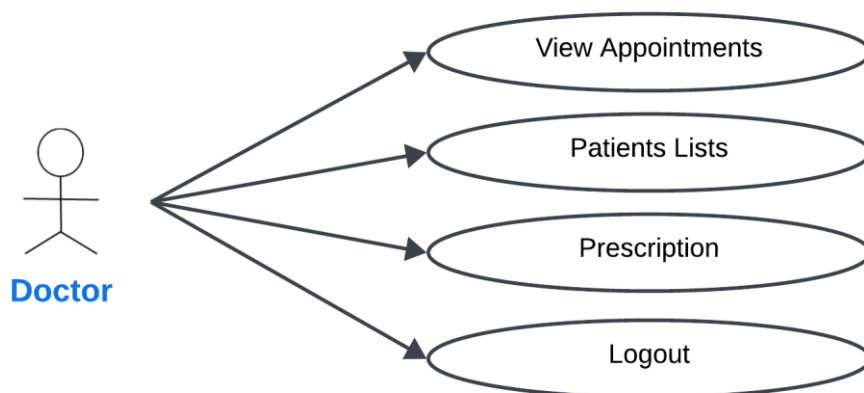 View Appointments
Patients Lists
Prescription
Doctor
Logout